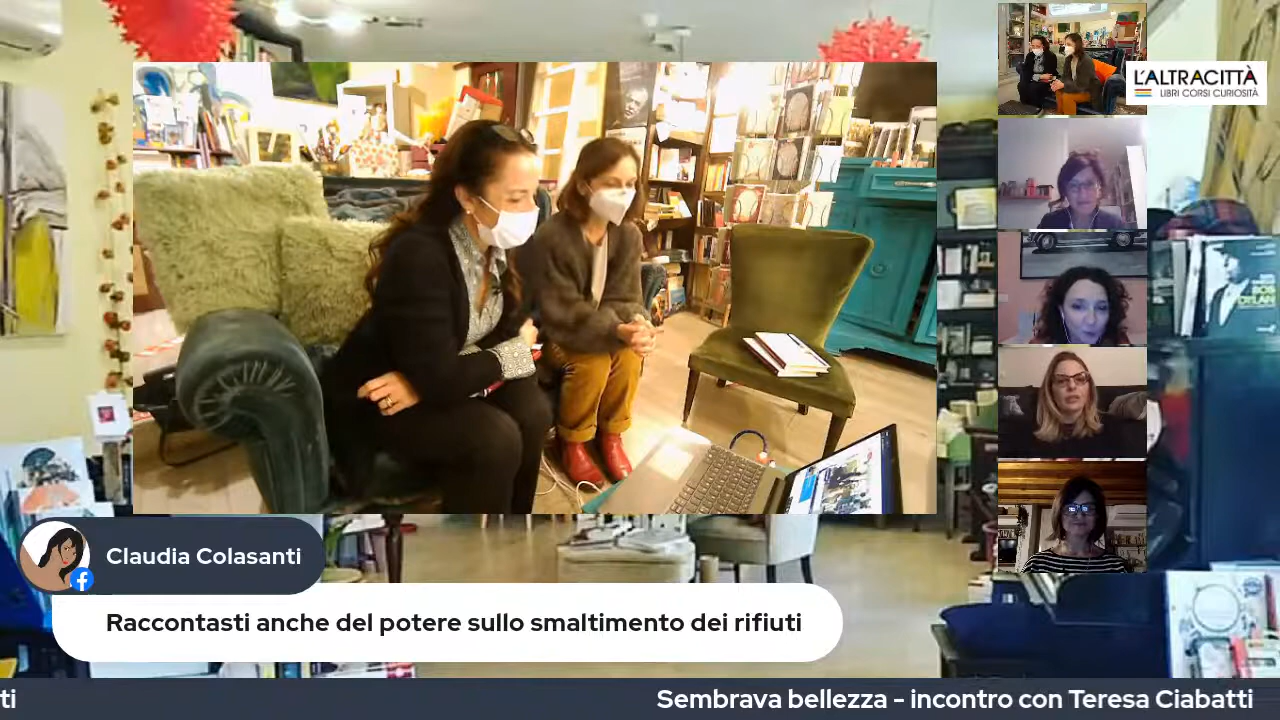 L'ALTRACITTÀ
LIBRI CORSI CURIOSITÀ
BOB
DYLAN
Claudia Colasanti
Raccontasti anche del potere sullo smaltimento dei rifiuti
ti
Sembrava bellezza - incontro con Teresa Ciabatti